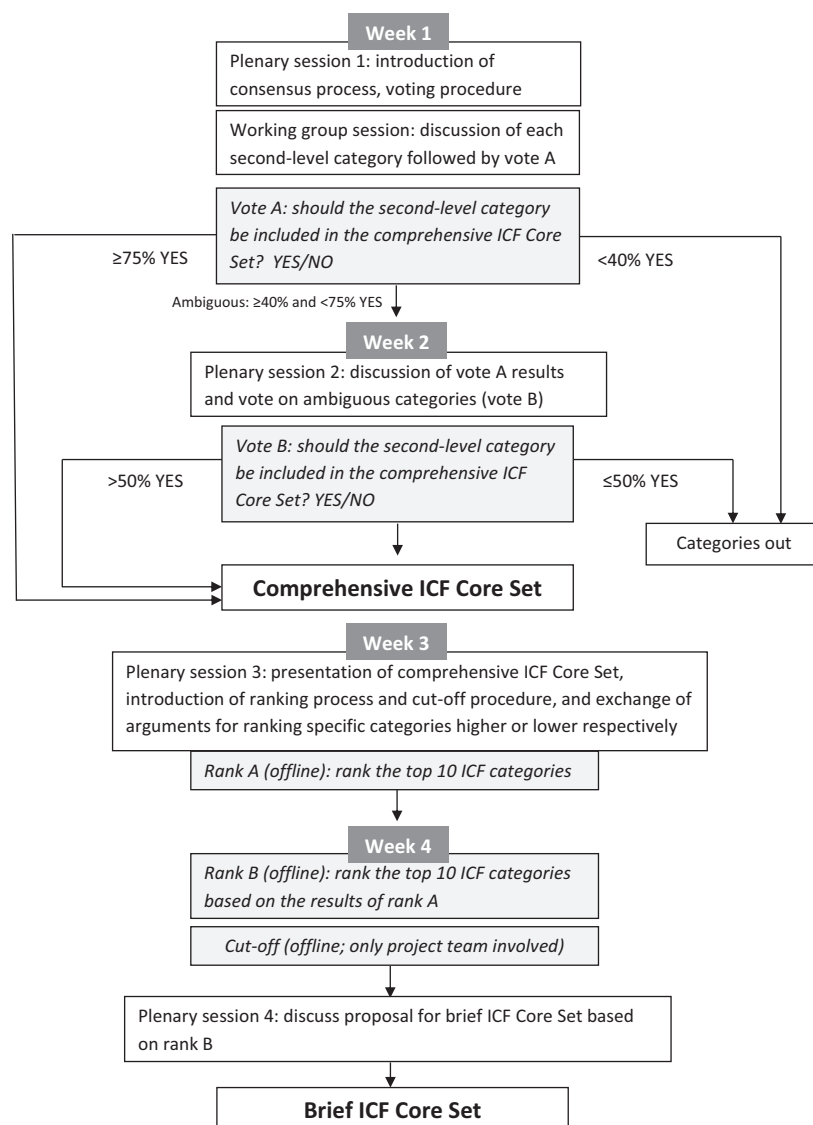 Week 1
Plenary session 1: introduction of
consensus process, voting procedure
Working group session: discussion of each
second-level category followed by vote A
Vote A: should the second-level category
be included in the comprehensive ICF Core
Set?  YES/NO
≥75% YES
<40% YES
Ambiguous: ≥40% and <75% YES
Week 2
Plenary session 2: discussion of vote A results
and vote on ambiguous categories (vote B)
Vote B: should the second-level category
be included in the comprehensive ICF
Core Set? YES/NO
>50% YES
≤50% YES
Categories out
Comprehensive ICF Core Set
Week 3
Plenary session 3: presentation of comprehensive ICF Core Set,
introduction of ranking process and cut-off procedure, and exchange of
arguments for ranking specific categories higher or lower respectively
Rank A (offline): rank the top 10 ICF categories
Week 4
Rank B (offline): rank the top 10 ICF categories
based on the results of rank A
Cut-off (offline; only project team involved)
Plenary session 4: discuss proposal for brief ICF Core Set based
on rank B
Brief ICF Core Set